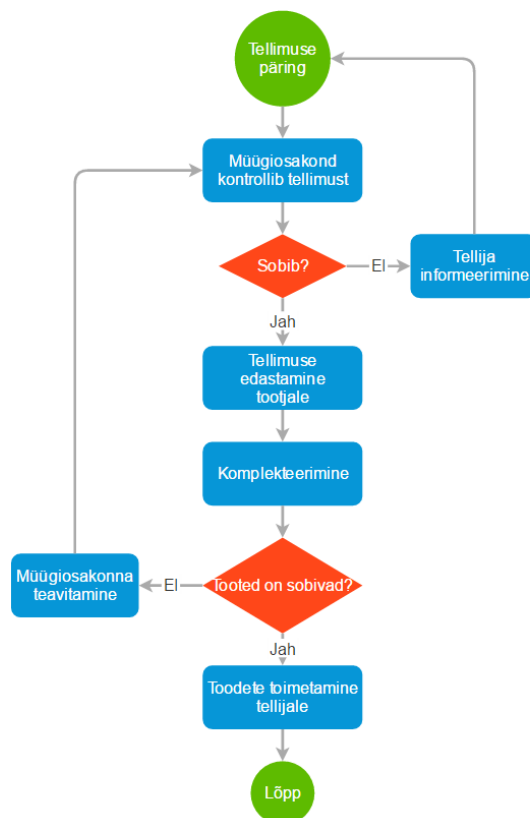 Tellimuse
päring
Müügiosakond
kontrollib tellimust
Sobib?
EI
Tellija
informeerimine
Jah
Tellimuse
edastamine
tootjale
Komplekteerimine
Tooted on sobivad?
EI
Müügiosakonna
teavitamine
Jah
Toodete toimetamine
tellijale
Lõpp